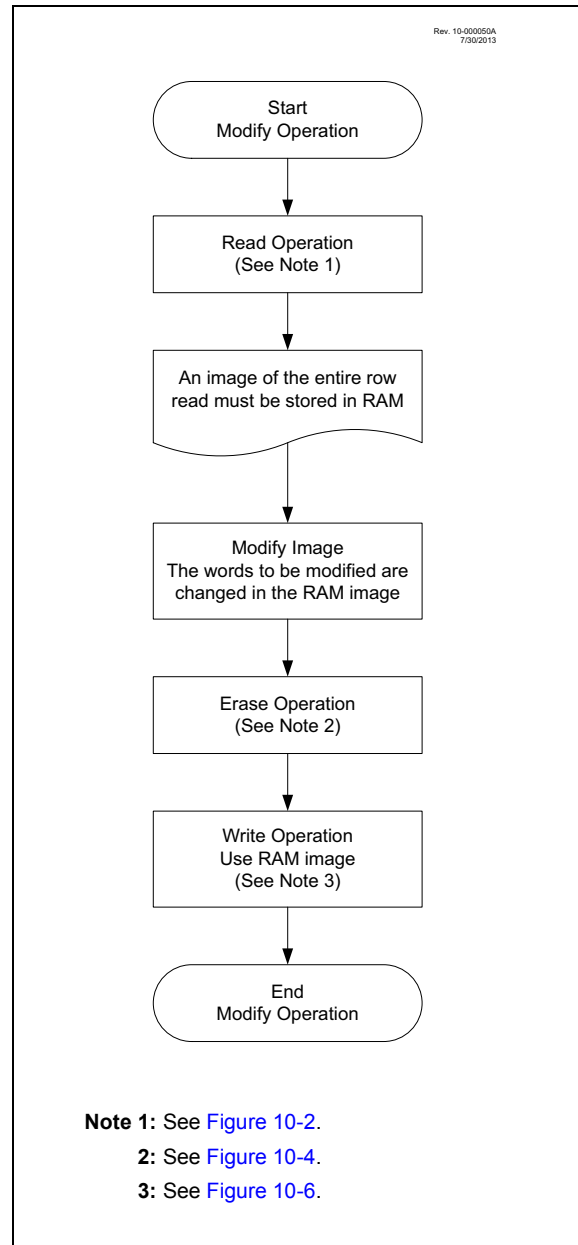 Rev. 10-000050A
7/30/2013
Start
Modify Operation
Read Operation
(See Note 1)
An image of the entire row
read must be stored in RAM
Modify Image
The words to be modified are
changed in the RAM image
Erase Operation
(See Note 2)
Write Operation
Use RAM image
(See Note 3)
End
Modify Operation
Note 1: See Figure 10-2.
2: See Figure 10-4.
3: See Figure 10-6.